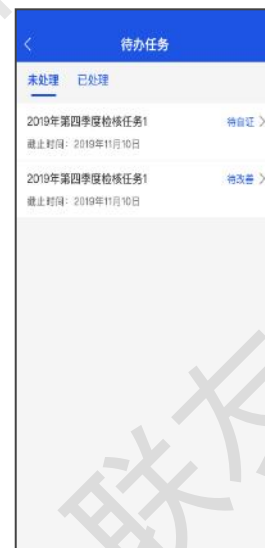 待办任务
未处理 已处理
2019年第四季度检核任务1 待自证
截止时间：2019年11月10日
2019年第四季度检核任务1 待改善
截止时间：2019年11月10日
联友